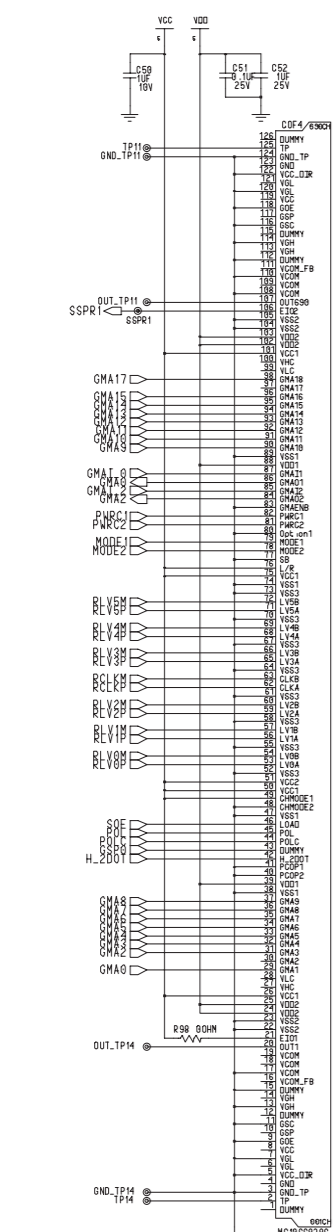 VCC VDD
C50
1UF
10V
C51
0.1UF
25V
C52
1UF
25V
COF4 690CH
126 DUMMY
TP11 125 TP
GND_TP11 124 GND_TP
123 GND
122 VCC_DIR
121 VGL
120 VGL
119 VCC
118 GOE
117 GSP
116 GSC
115 DUMMY
114 VGH
113 VGH
112 DUMMY
111 VCOM_FB
110 VCOM
109 VCOM
108 VCOM
OUT_TP11 107 OUT690
SSPR1 106 EIO2
SSPR1
105 VSS2
104 VSS2
103 VDD2
102 VDD2
101 VCC1
100 VHC
99 VLC
GMA17 98 GMA18
97 GMA17
GMA15 96 GMA16
GMA14 95 GMA15
GMA13 94 GMA14
GMA12 93 GMA13
GMA11 92 GMA12
GMA10 91 GMA11
GMA9 90 GMA10
89 VSS1
88 VDD1
87 GMAI1
86 GMAO1
85 GMAI2
GMA2 84 GMAO2
83 GMAENB
PWRC1 82 PWRC1
PWRC2 81 PWRC2
80 Option1
MODE1 79 MODE1
MODE2 78 MODE2
77 SB
76 L/R
75 VCC1
74 VSS1
73 VSS3
RLV5M 72 LV5B
RLV5P 71 LV5A
70 VSS3
RLV4M 69 LV4B
RLV4P 68 LV4A
67 VSS3
RLV3M 66 LV3B
RLV3P 65 LV3A
64 VSS3
RCLKM 63 CLKB
RCLKP 62 CLKA
61 VSS3
RLV2M 60 LV2B
RLV2P 59 LV2A
58 VSS3
RLV1M 57 LV1B
RLV1P 56 LV1A
55 VSS3
RLV0M 54 LV0B
RLV0P 53 LV0A
52 VSS3
51 VCC2
50 VCC1
49 CHMODE1
48 CHMODE2
47 VSS1
SOE 46 LOAD
POL 45 POL
POLC 44 POLC
GSP0 43 DUMMY
H_2DOT 42 H_2DOT
41 PCOP1
40 PCOP2
39 VDD1
38 VSS1
GMA8 37 GMA9
GMA7 36 GMA8
GMA6 35 GMA7
GMA5 34 GMA6
GMA4 33 GMA5
GMA3 32 GMA4
GMA2 31 GMA3
30 GMA2
GMA0 29 GMA1
28 VLC
27 VHC
26 VCC1
25 VDD2
24 VDD2
23 VSS2
22 VSS2
R98 0OHM 21 EIO1
OUT_TP14 20 OUT1
19 VCOM
18 VCOM
17 VCOM
16 VCOM_FB
15 DUMMY
14 VGH
13 VGH
12 DUMMY
11 GSC
10 GSP
9 GOE
8 VCC
7 VGL
6 VGL
5 VCC_DIR
4 GND
GND_TP14 3 GND_TP
TP14 2 TP
1 DUMMY
001CH